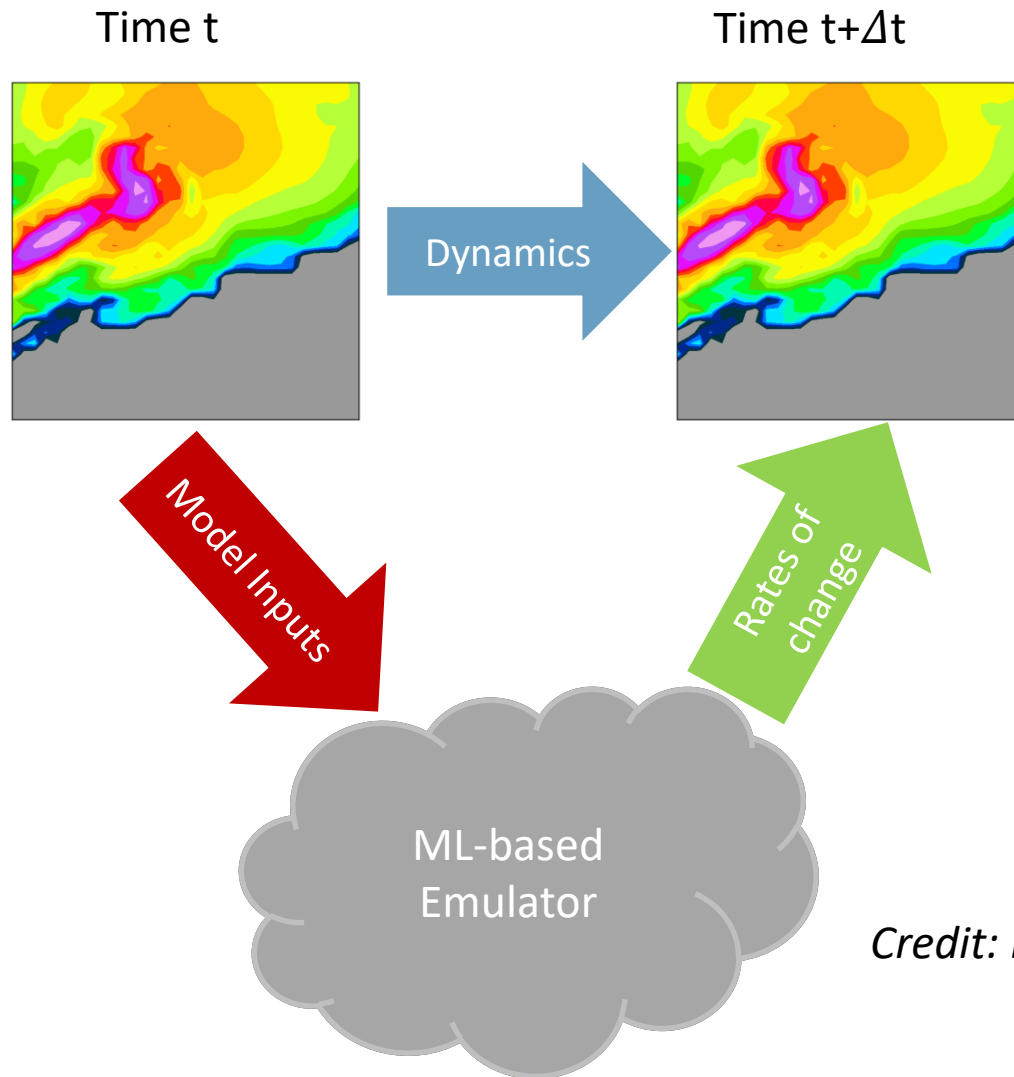 Time t
Time t+Δt
Dynamics
Model Inputs
Rates of
change
ML-based
Emulator
Credit: